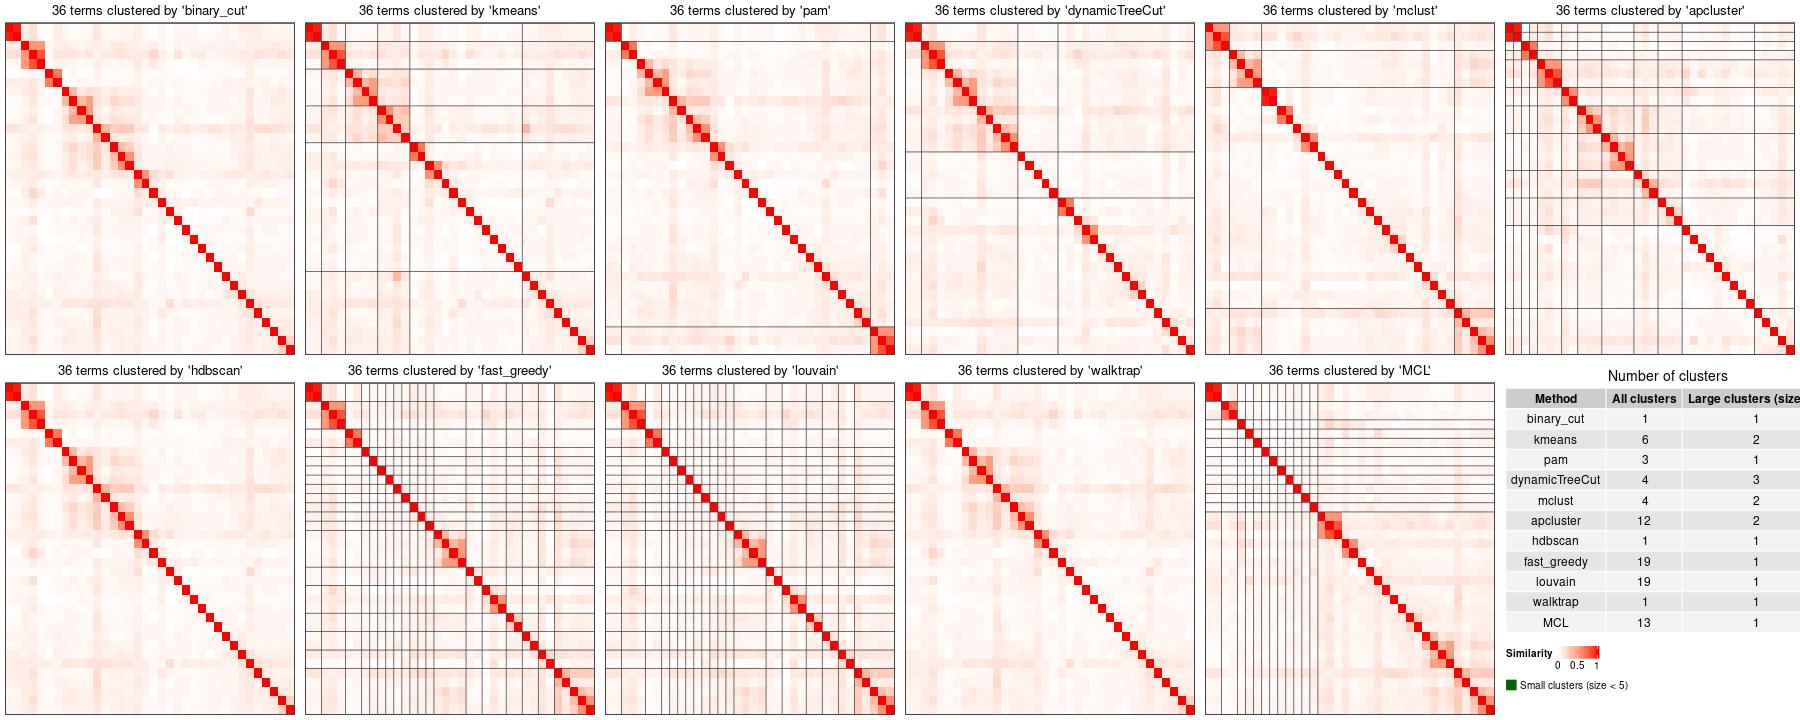 36 terms clustered by 'binary_cut'
36 terms clustered by 'kmeans'
36 terms clustered by 'pam'
36 terms clustered by 'dynamicTreeCut'
36 terms clustered by 'mclust'
36 terms clustered by 'apcluster'
36 terms clustered by 'hdbscan'
36 terms clustered by 'fast_greedy'
36 terms clustered by 'louvain'
36 terms clustered by 'walktrap'
36 terms clustered by 'MCL'
Number of clusters
Method All clusters Large clusters (size
binary_cut 1 1
kmeans 6 2
pam 3 1
dynamicTreeCut 4 3
mclust 4 2
apcluster 12 2
hdbscan 1 1
fast_greedy 19 1
louvain 19 1
walktrap 1 1
MCL 13 1
Similarity
0 0.5 1
Small clusters (size < 5)